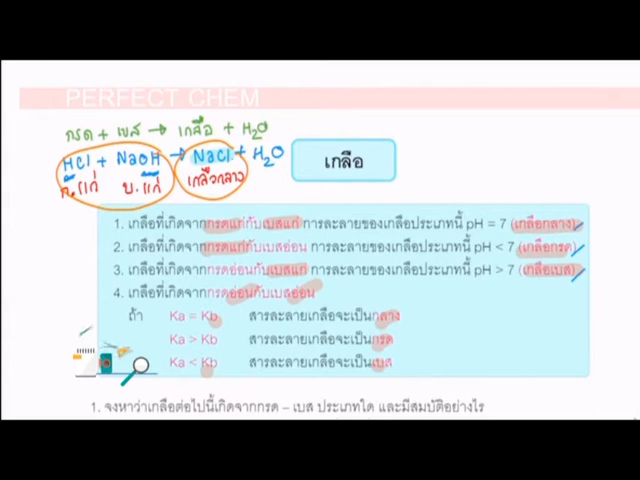 PERFECT CHEM
กรด + เบส → เกลือ + H₂O
HCl + NaOH → NaCl + H₂O
ก.แก่ บ.แก่ เกลือกลาง
เกลือ
1. เกลือที่เกิดจากกรดแก่กับเบสแก่ การละลายของเกลือประเภทนี้ pH = 7 (เกลือกลาง)
2. เกลือที่เกิดจากกรดแก่กับเบสอ่อน การละลายของเกลือประเภทนี้ pH < 7 (เกลือกรด)
3. เกลือที่เกิดจากกรดอ่อนกับเบสแก่ การละลายของเกลือประเภทนี้ pH > 7 (เกลือเบส)
4. เกลือที่เกิดจากกรดอ่อนกับเบสอ่อน
ถ้า Ka = Kb สารละลายเกลือจะเป็นกลาง
Ka > Kb สารละลายเกลือจะเป็นกรด
Ka < Kb สารละลายเกลือจะเป็นเบส
1. จงหาว่าเกลือต่อไปนี้เกิดจากกรด – เบส ประเภทใด และมีสมบัติอย่างไร